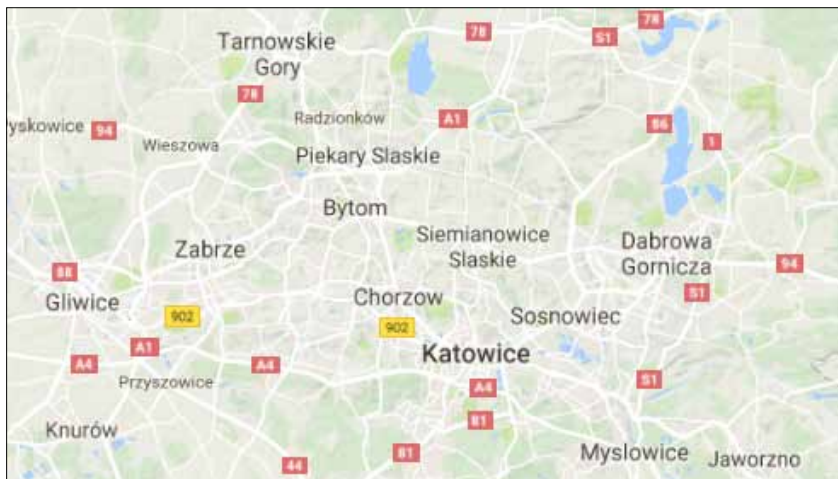 78
78
S1
Tarnowskie
Gory
78
Radzionków
A1
86
1
yskowice
94
Wieszowa
Piekary Slaskie
Bytom
Siemianowice
Slaskie
Dabrowa
Gornicza
Zabrze
94
88
Gliwice
Chorzow
S1
902
902
Sosnowiec
A1
Katowice
A4
A4
Przyszowice
A4
S1
Knurów
81
81
Myslowice
Jaworzno
44